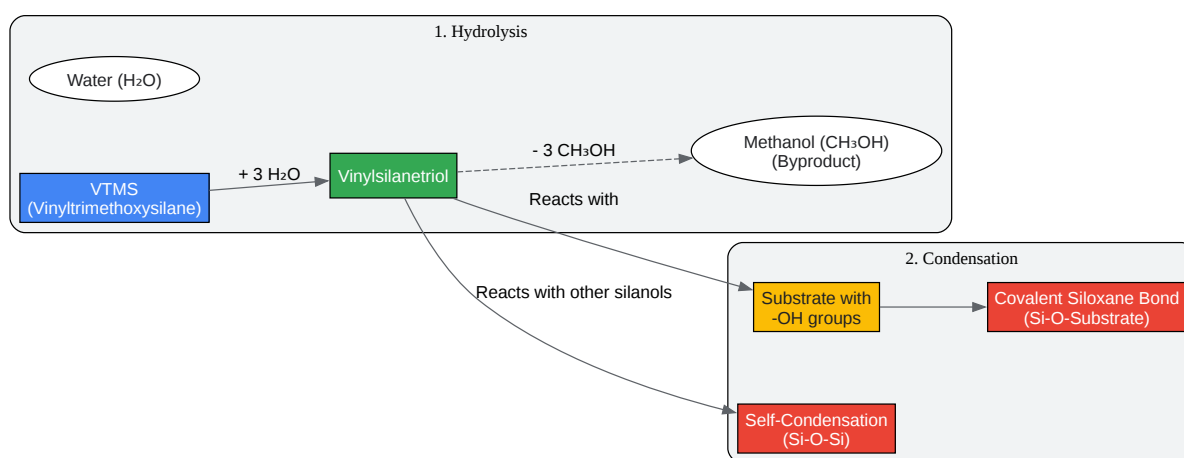 1. Hydrolysis
Water (H₂O)
VTMS
(Vinyltrimethoxysilane)
+ 3 H₂O
Vinylsilanetriol
- 3 CH₃OH
Methanol (CH₃OH)
(Byproduct)
Reacts with
Reacts with other silanols
2. Condensation
Substrate with
-OH groups
Covalent Siloxane Bond
(Si-O-Substrate)
Self-Condensation
(Si-O-Si)